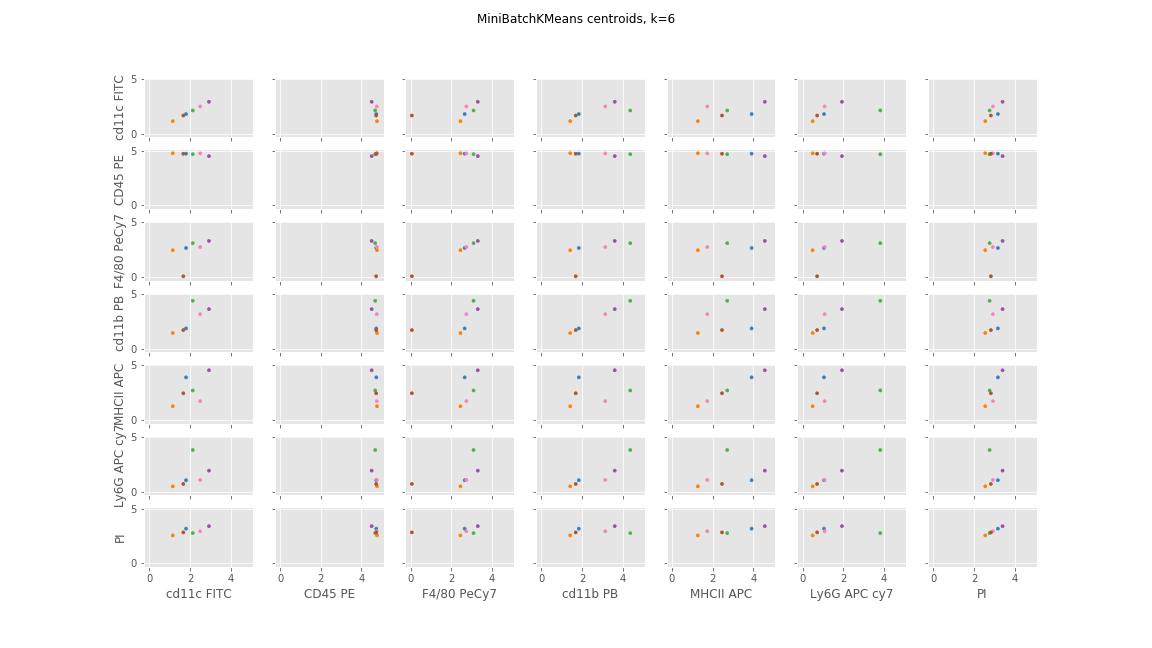 MiniBatchKMeans centroids, k=6
cd11c FITC
5
0
CD45 PE
5
0
F4/80 PeCy7
5
0
cd11b PB
5
0
MHCII APC
5
0
Ly6G APC cy7
5
0
PI
5
0
0 2 4 0 2 4 0 2 4 0 2 4 0 2 4 0 2 4 0 2 4
cd11c FITC CD45 PE F4/80 PeCy7 cd11b PB MHCII APC Ly6G APC cy7 PI